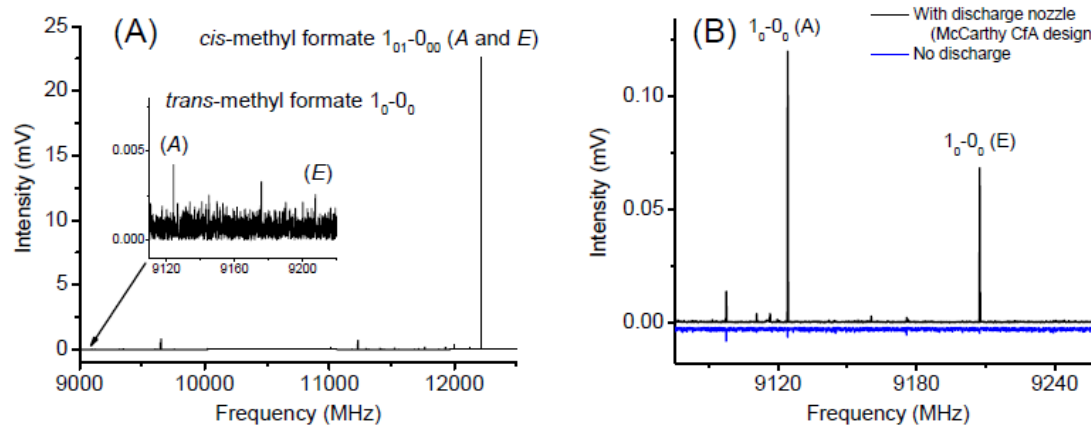 (A)
cis-methyl formate 1₀₁-0₀₀ (A and E)
trans-methyl formate 1₀-0₀
(A)
(E)
0.005
0.000
9120
9160
9200
25
20
15
10
5
0
Intensity (mV)
9000
10000
11000
12000
Frequency (MHz)
(B)
1₀-0₀ (A)
With discharge nozzle
(McCarthy CfA design
No discharge
1₀-0₀ (E)
0.10
0.05
0.00
Intensity (mV)
9120
9180
9240
Frequency (MHz)